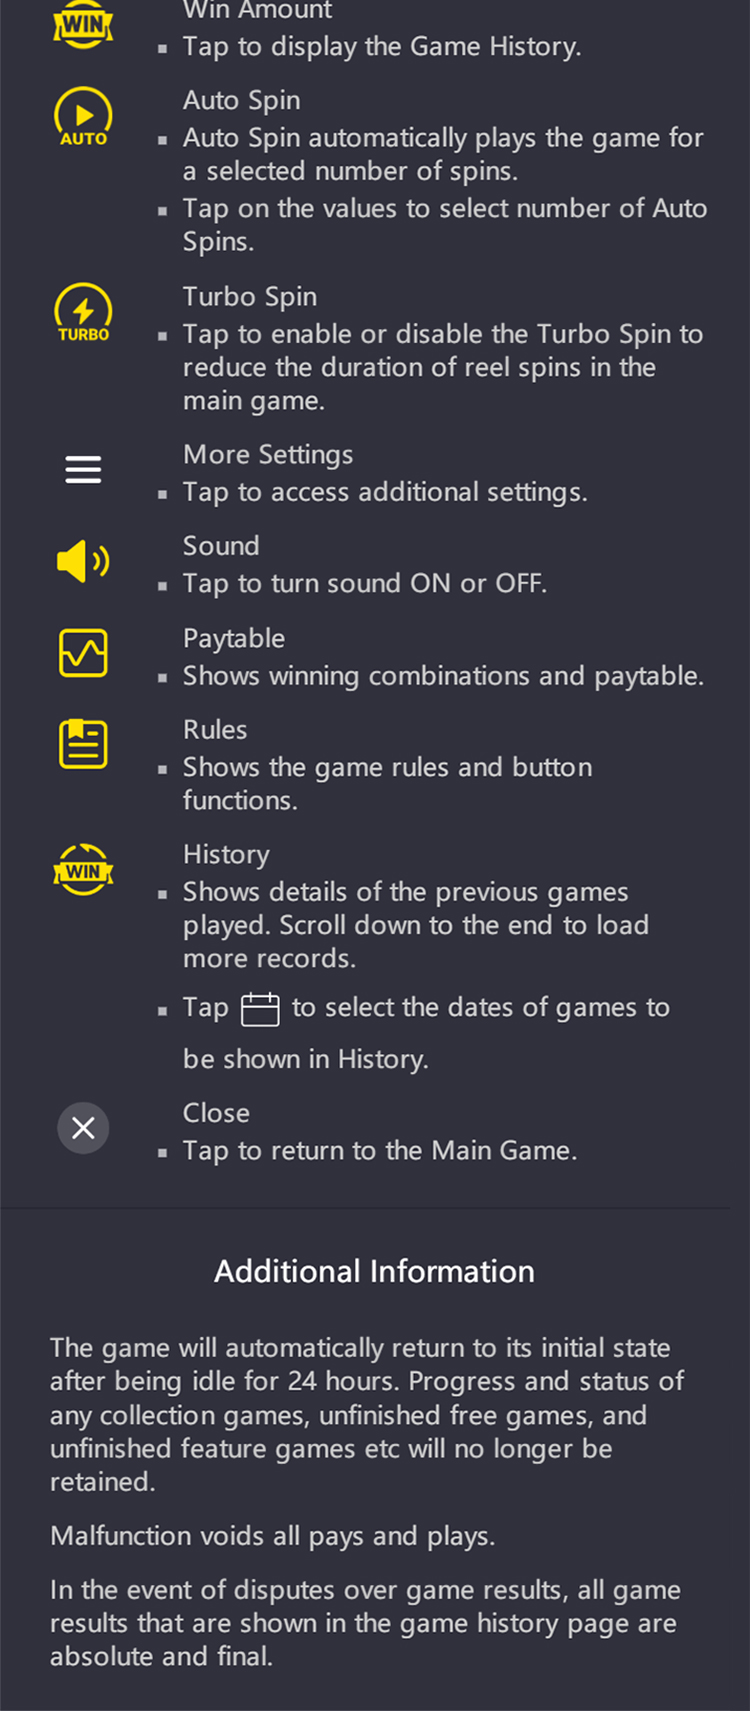 Win Amount
WIN
▪ Tap to display the Game History.
Auto Spin
AUTO
▪ Auto Spin automatically plays the game for
a selected number of spins.
▪ Tap on the values to select number of Auto
Spins.
Turbo Spin
TURBO
▪ Tap to enable or disable the Turbo Spin to
reduce the duration of reel spins in the
main game.
More Settings
▪ Tap to access additional settings.
Sound
▪ Tap to turn sound ON or OFF.
Paytable
▪ Shows winning combinations and paytable.
Rules
▪ Shows the game rules and button
functions.
History
WIN
▪ Shows details of the previous games
played. Scroll down to the end to load
more records.
▪ Tap to select the dates of games to
be shown in History.
Close
▪ Tap to return to the Main Game.
Additional Information
The game will automatically return to its initial state
after being idle for 24 hours. Progress and status of
any collection games, unfinished free games, and
unfinished feature games etc will no longer be
retained.
Malfunction voids all pays and plays.
In the event of disputes over game results, all game
results that are shown in the game history page are
absolute and final.